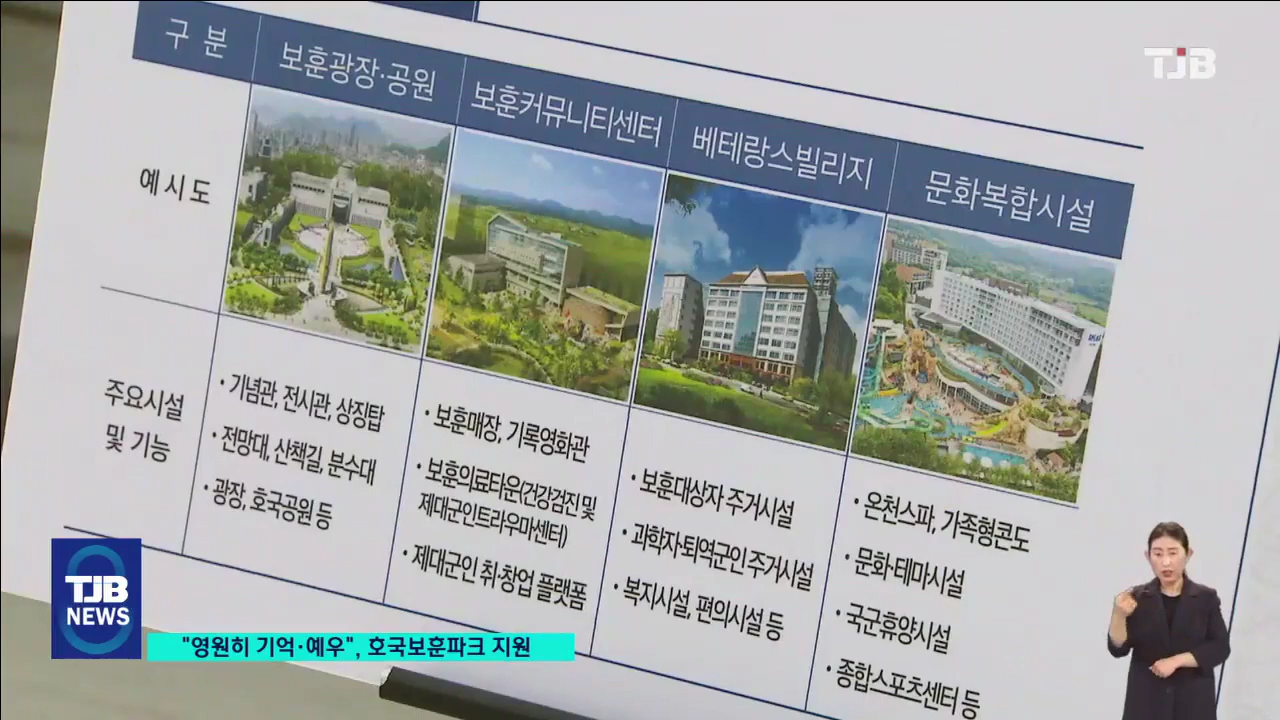 TJB
구 분
보훈광장·공원
보훈커뮤니티센터
베테랑스빌리지
문화복합시설
예 시 도
주요시설
및 기능
· 기념관, 전시관, 상징탑
· 전망대, 산책길, 분수대
· 광장, 호국공원 등
· 보훈매장, 기록영화관
· 보훈의료타운(건강검진 및
제대군인트라우마센터)
· 제대군인 취·창업 플랫폼
· 보훈대상자 주거시설
· 과학자·퇴역군인 주거시설
· 복지시설, 편의시설 등
· 온천스파, 가족형콘도
· 문화·테마시설
· 국군휴양시설
· 종합스포츠센터 등
TJB
NEWS
"영원히 기억·예우", 호국보훈파크 지원